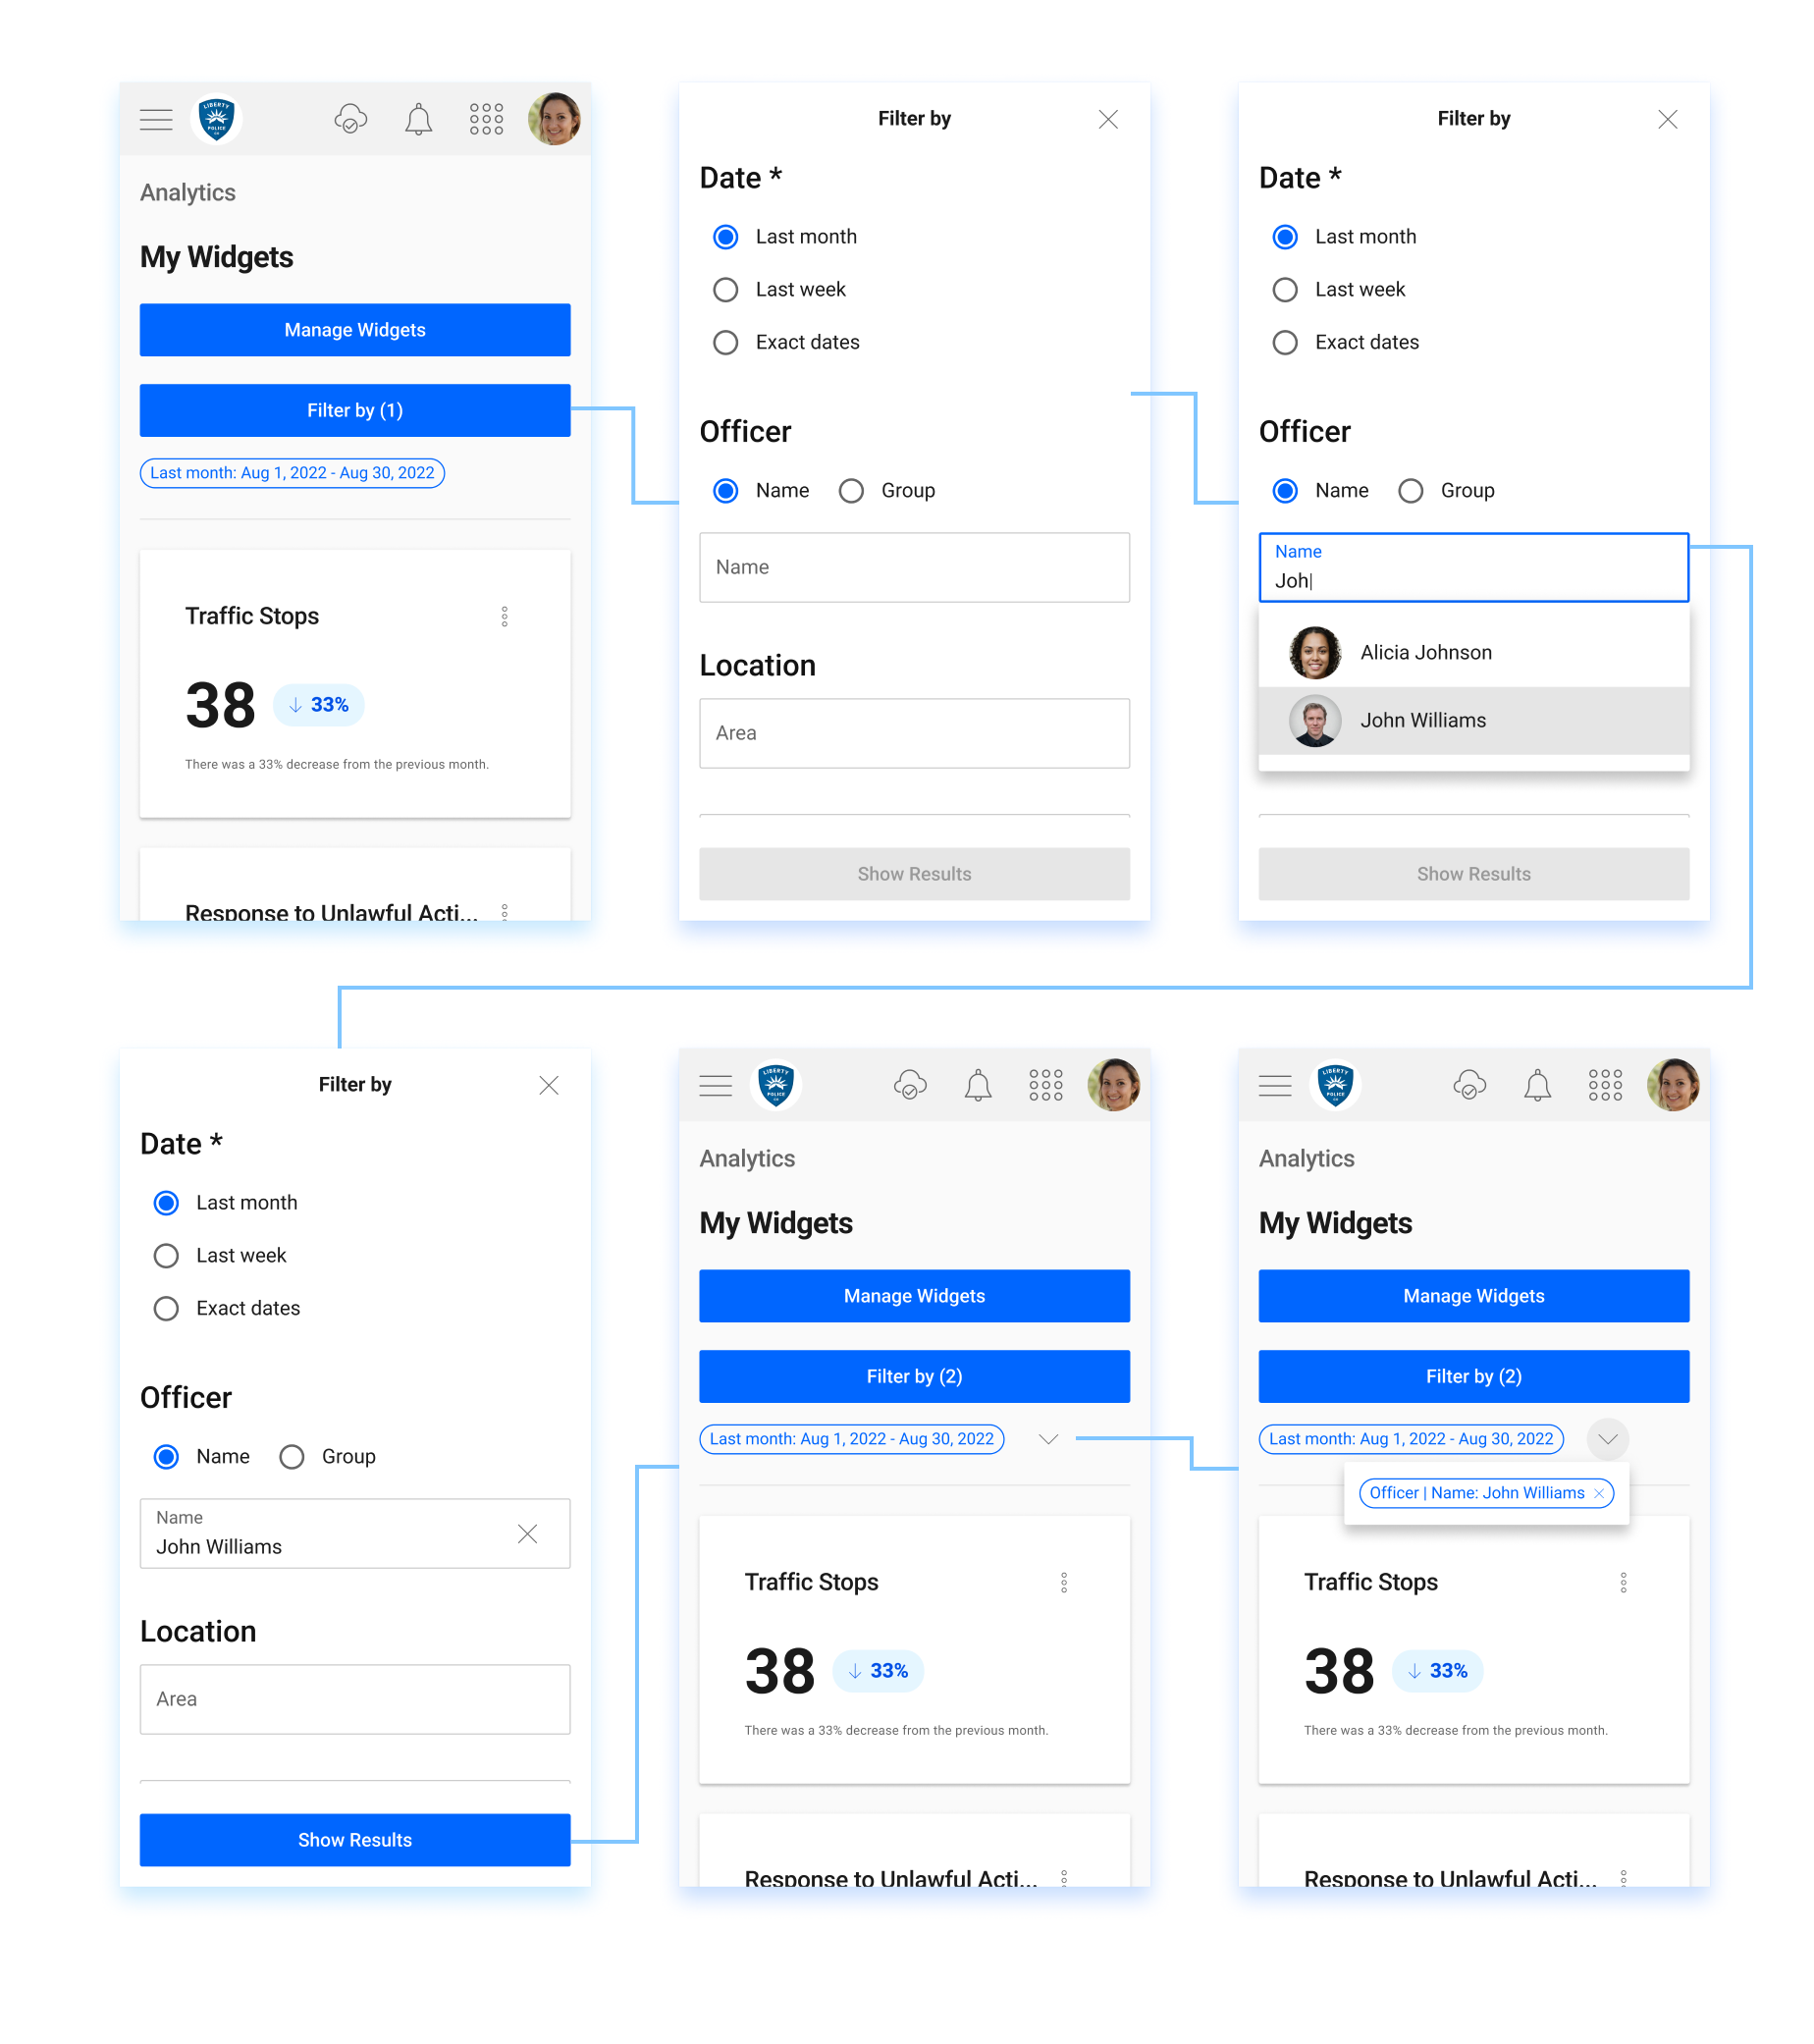 LIBERTY
POLICE
CO
Analytics
My Widgets
Manage Widgets
Filter by (1)
Last month: Aug 1, 2022 - Aug 30, 2022
Traffic Stops
38
33%
There was a 33% decrease from the previous month.
Response to Unlawful Acti...
Filter by
Date *
Last month
Last week
Exact dates
Officer
Name Group
Name
Location
Area
Show Results
Filter by
Date *
Last month
Last week
Exact dates
Officer
Name Group
Name
Joh
Alicia Johnson
John Williams
Show Results
Filter by
Date *
Last month
Last week
Exact dates
Officer
Name Group
Name
John Williams
Location
Area
Show Results
LIBERTY
POLICE
CO
Analytics
My Widgets
Manage Widgets
Filter by (2)
Last month: Aug 1, 2022 - Aug 30, 2022
Traffic Stops
38
33%
There was a 33% decrease from the previous month.
Response to Unlawful Acti...
LIBERTY
POLICE
CO
Analytics
My Widgets
Manage Widgets
Filter by (2)
Last month: Aug 1, 2022 - Aug 30, 2022
Officer | Name: John Williams
Traffic Stops
38
33%
There was a 33% decrease from the previous month.
Response to Unlawful Acti...